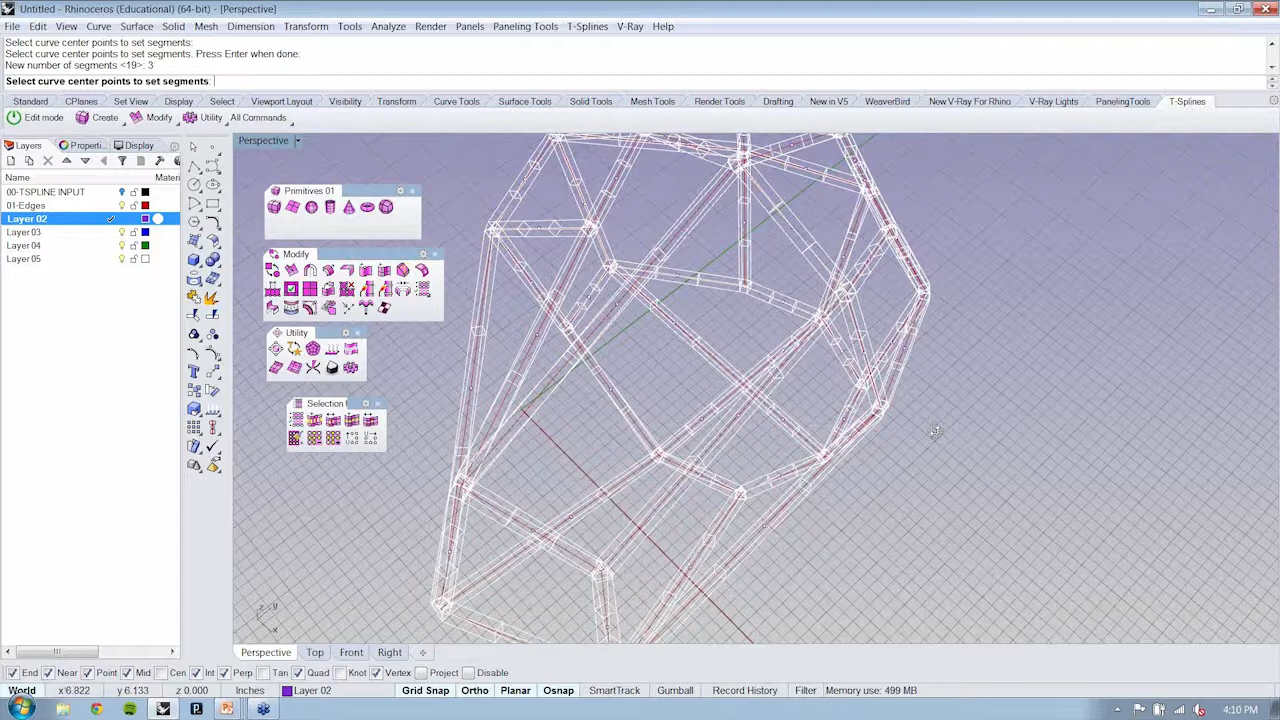 Untitled - Rhinoceros (Educational) (64-bit) - [Perspective]
File Edit View Curve Surface Solid Mesh Dimension Transform Tools Analyze Render Panels Paneling Tools T-Splines V-Ray Help
Select curve center points to set segments:
Select curve center points to set segments. Press Enter when done.
New number of segments <19>: 3
Select curve center points to set segments:
Standard CPlanes Set View Display Select Viewport Layout Visibility Transform Curve Tools Surface Tools Solid Tools Mesh Tools Render Tools Drafting New in V5 WeaverBird New V-Ray For Rhino V-Ray Lights PanelingTools T-Splines
Edit mode Create Modify Utility All Commands
Layers Properti... Display
Perspective
Name Materi
00-TSPLINE INPUT
01-Edges
Layer 02
Layer 03
Layer 04
Layer 05
Primitives 01
Modify
Utility
Selection
z y
x
Perspective Top Front Right
End Near Point Mid Cen Int Perp Tan Quad Knot Vertex Project Disable
World x 6.822 y 6.133 z 0.000 Inches Layer 02 Grid Snap Ortho Planar Osnap SmartTrack Gumball Record History Filter Memory use: 499 MB
4:10 PM